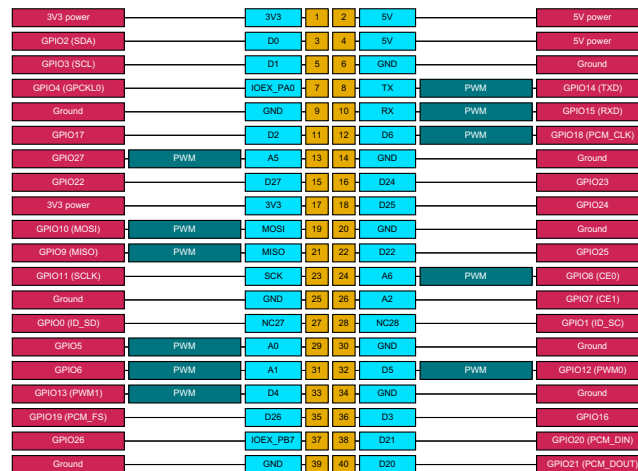 3V3 power 3V3 1 2 5V 5V power
GPIO2 (SDA) D0 3 4 5V 5V power
GPIO3 (SCL) D1 5 6 GND Ground
GPIO4 (GPCKL0) IOEX_PA0 7 8 TX PWM GPIO14 (TXD)
Ground GND 9 10 RX PWM GPIO15 (RXD)
GPIO17 D2 11 12 D6 PWM GPIO18 (PCM_CLK)
GPIO27 PWM A5 13 14 GND Ground
GPIO22 D27 15 16 D24 GPIO23
3V3 power 3V3 17 18 D25 GPIO24
GPIO10 (MOSI) PWM MOSI 19 20 GND Ground
GPIO9 (MISO) PWM MISO 21 22 D22 GPIO25
GPIO11 (SCLK) SCK 23 24 A6 PWM GPIO8 (CE0)
Ground GND 25 26 A2 GPIO7 (CE1)
GPIO0 (ID_SD) NC27 27 28 NC28 GPIO1 (ID_SC)
GPIO5 PWM A0 29 30 GND Ground
GPIO6 PWM A1 31 32 D5 PWM GPIO12 (PWM0)
GPIO13 (PWM1) PWM D4 33 34 GND Ground
GPIO19 (PCM_FS) D26 35 36 D3 GPIO16
GPIO26 IOEX_PB7 37 38 D21 GPIO20 (PCM_DIN)
Ground GND 39 40 D20 GPIO21 (PCM_DOUT)